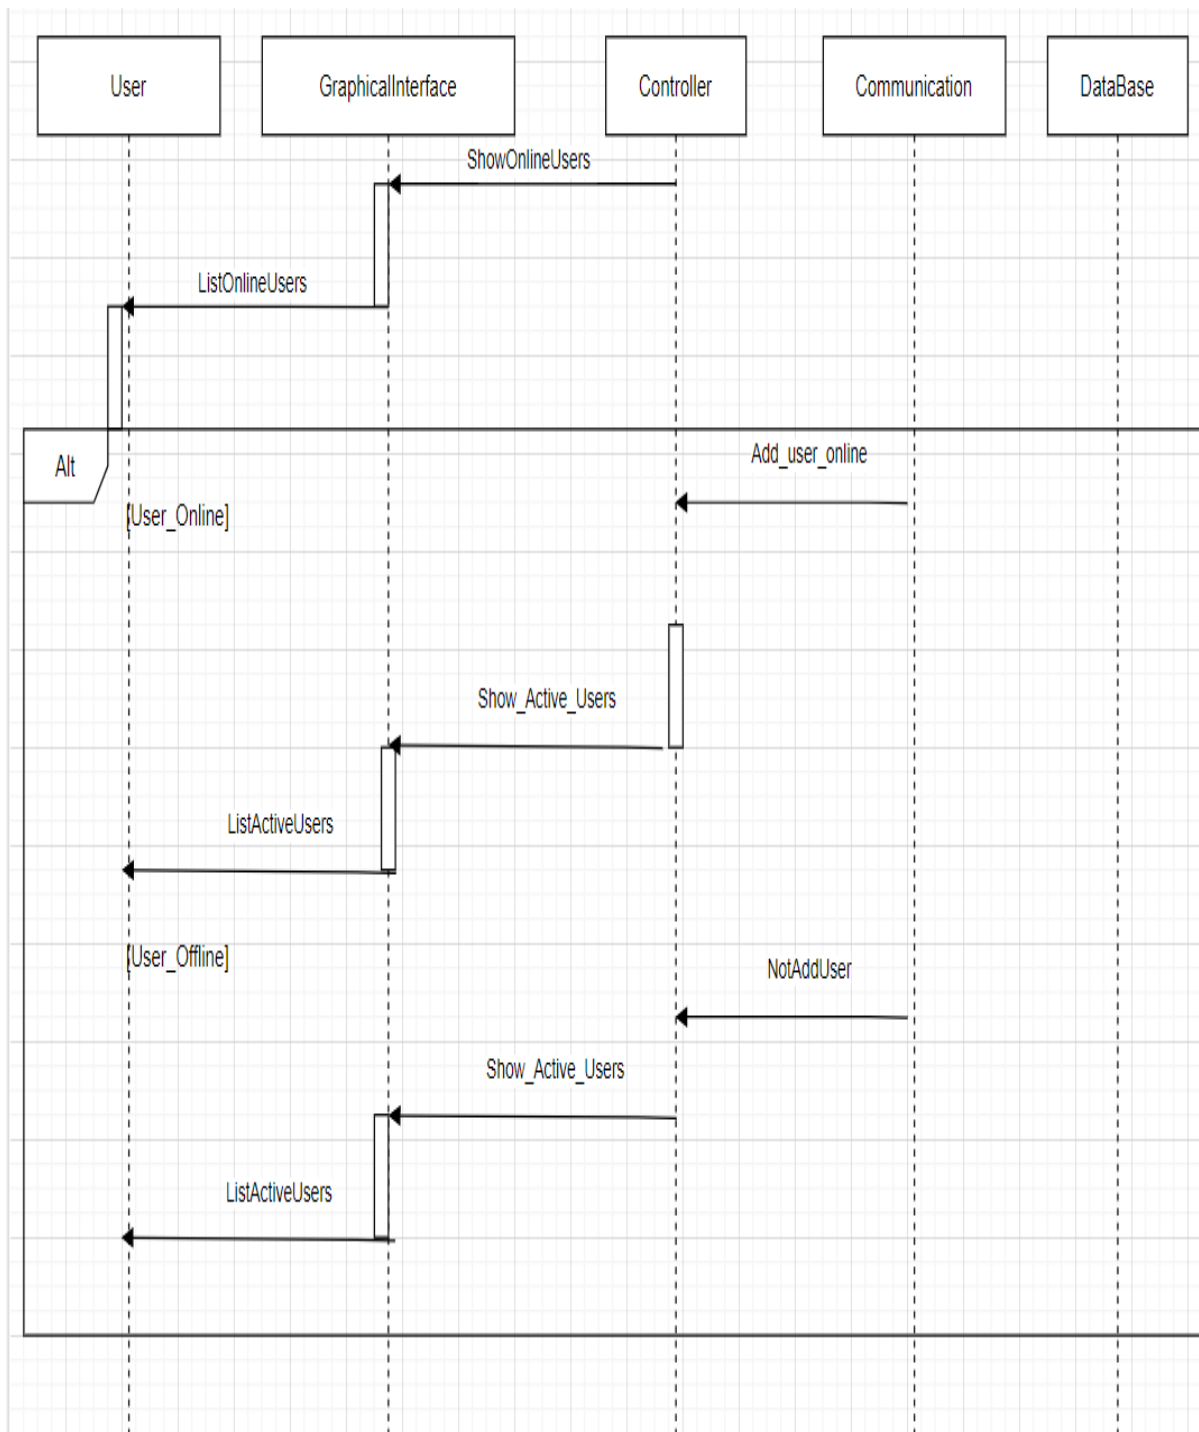 User
GraphicalInterface
Controller
Communication
DataBase
ShowOnlineUsers
ListOnlineUsers
Alt
Add_user_online
[User_Online]
Show_Active_Users
ListActiveUsers
[User_Offline]
NotAddUser
Show_Active_Users
ListActiveUsers